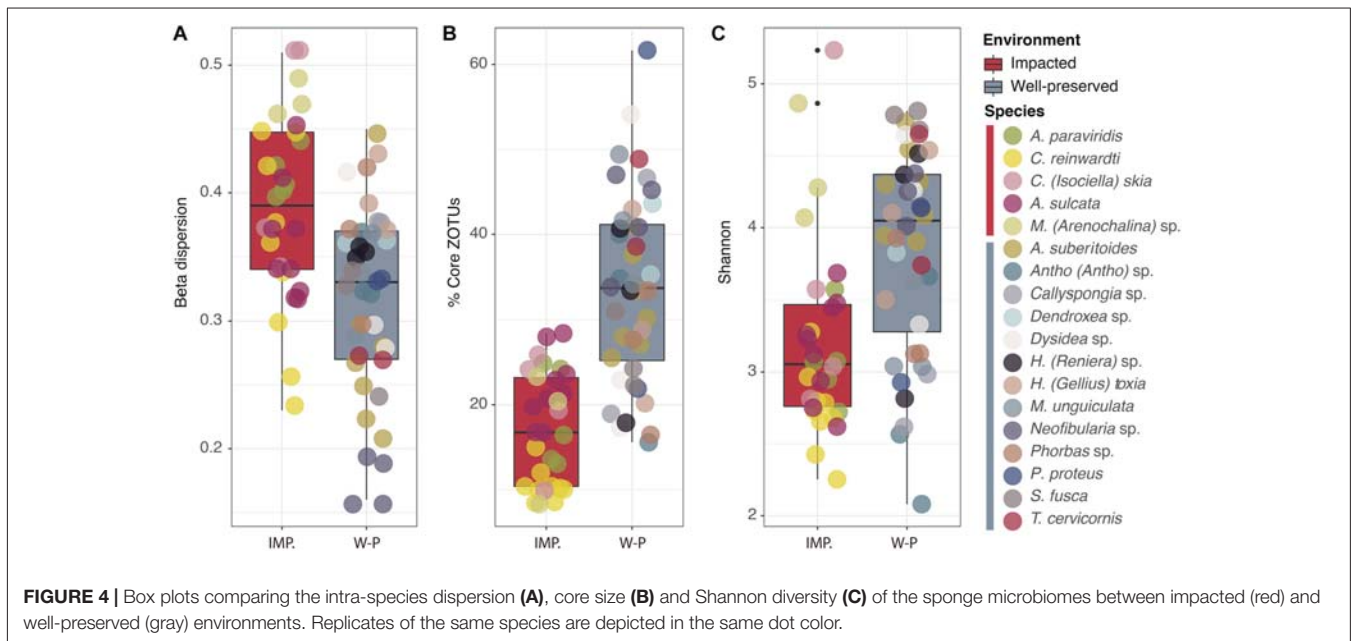 A
B
C
0.5
0.4
0.3
0.2
Beta dispersion
IMP.
W-P
60
40
20
% Core ZOTUs
IMP.
W-P
5
4
3
2
Shannon
IMP.
W-P
Environment
Impacted
Well-preserved
Species
A. paraviridis
C. reinwardti
C. (Isociella) skia
A. sulcata
M. (Arenochalina) sp.
A. suberitoides
Antho (Antho) sp.
Callyspongia sp.
Dendroxea sp.
Dysidea sp.
H. (Reniera) sp.
H. (Gellius) toxia
M. unguiculata
Neofibularia sp.
Phorbas sp.
P. proteus
S. fusca
T. cervicornis
FIGURE 4 | Box plots comparing the intra-species dispersion (A), core size (B) and Shannon diversity (C) of the sponge microbiomes between impacted (red) and
well-preserved (gray) environments. Replicates of the same species are depicted in the same dot color.